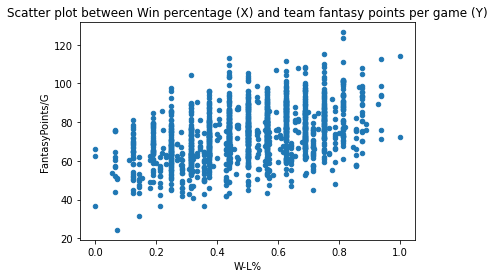 Scatter plot between Win percentage (X) and team fantasy points per game (Y)
FantasyPoints/G
120
100
80
60
40
20
0.0 0.2 0.4 0.6 0.8 1.0
W-L%